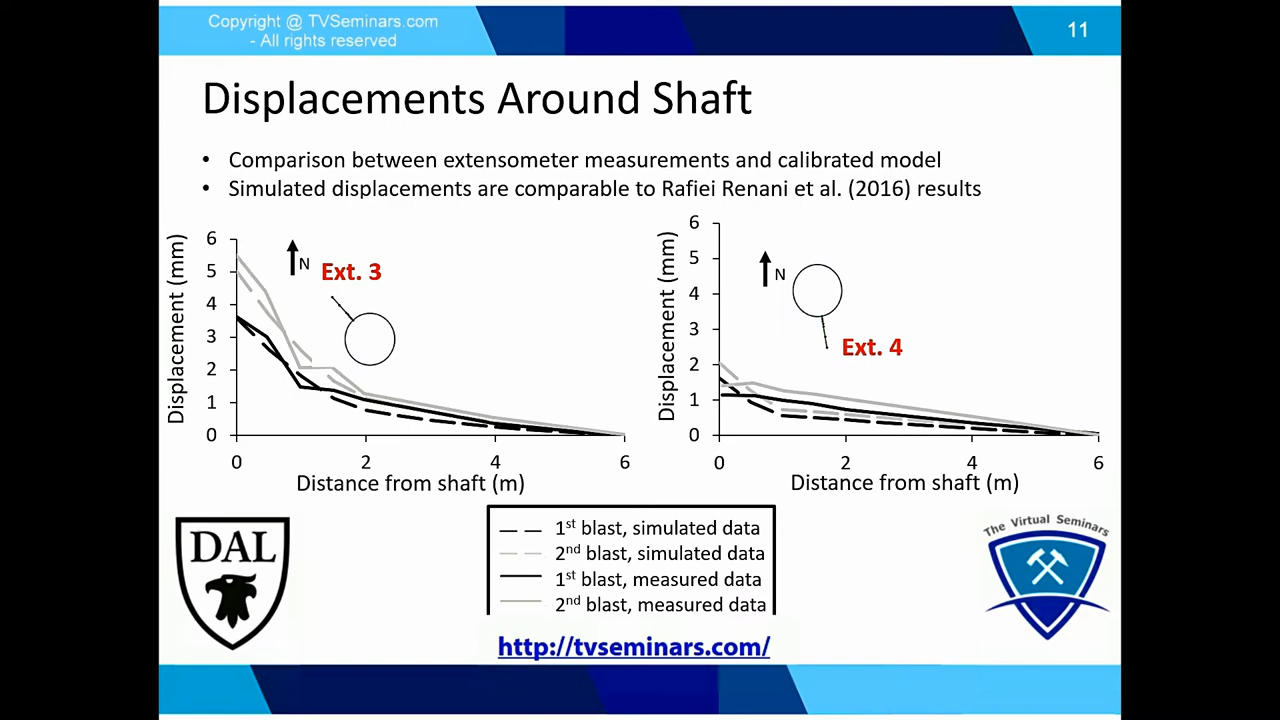 Copyright @ TVSeminars.com
- All rights reserved
11
Displacements Around Shaft
• Comparison between extensometer measurements and calibrated model
• Simulated displacements are comparable to Rafiei Renani et al. (2016) results
Displacement (mm)
6
5
4
3
2
1
0
N
Ext. 3
0 2 4 6
Distance from shaft (m)
Displacement (mm)
6
5
4
3
2
1
0
N
Ext. 4
0 2 4 6
Distance from shaft (m)
1st blast, simulated data
2nd blast, simulated data
1st blast, measured data
2nd blast, measured data
DAL
The Virtual Seminars
http://tvseminars.com/